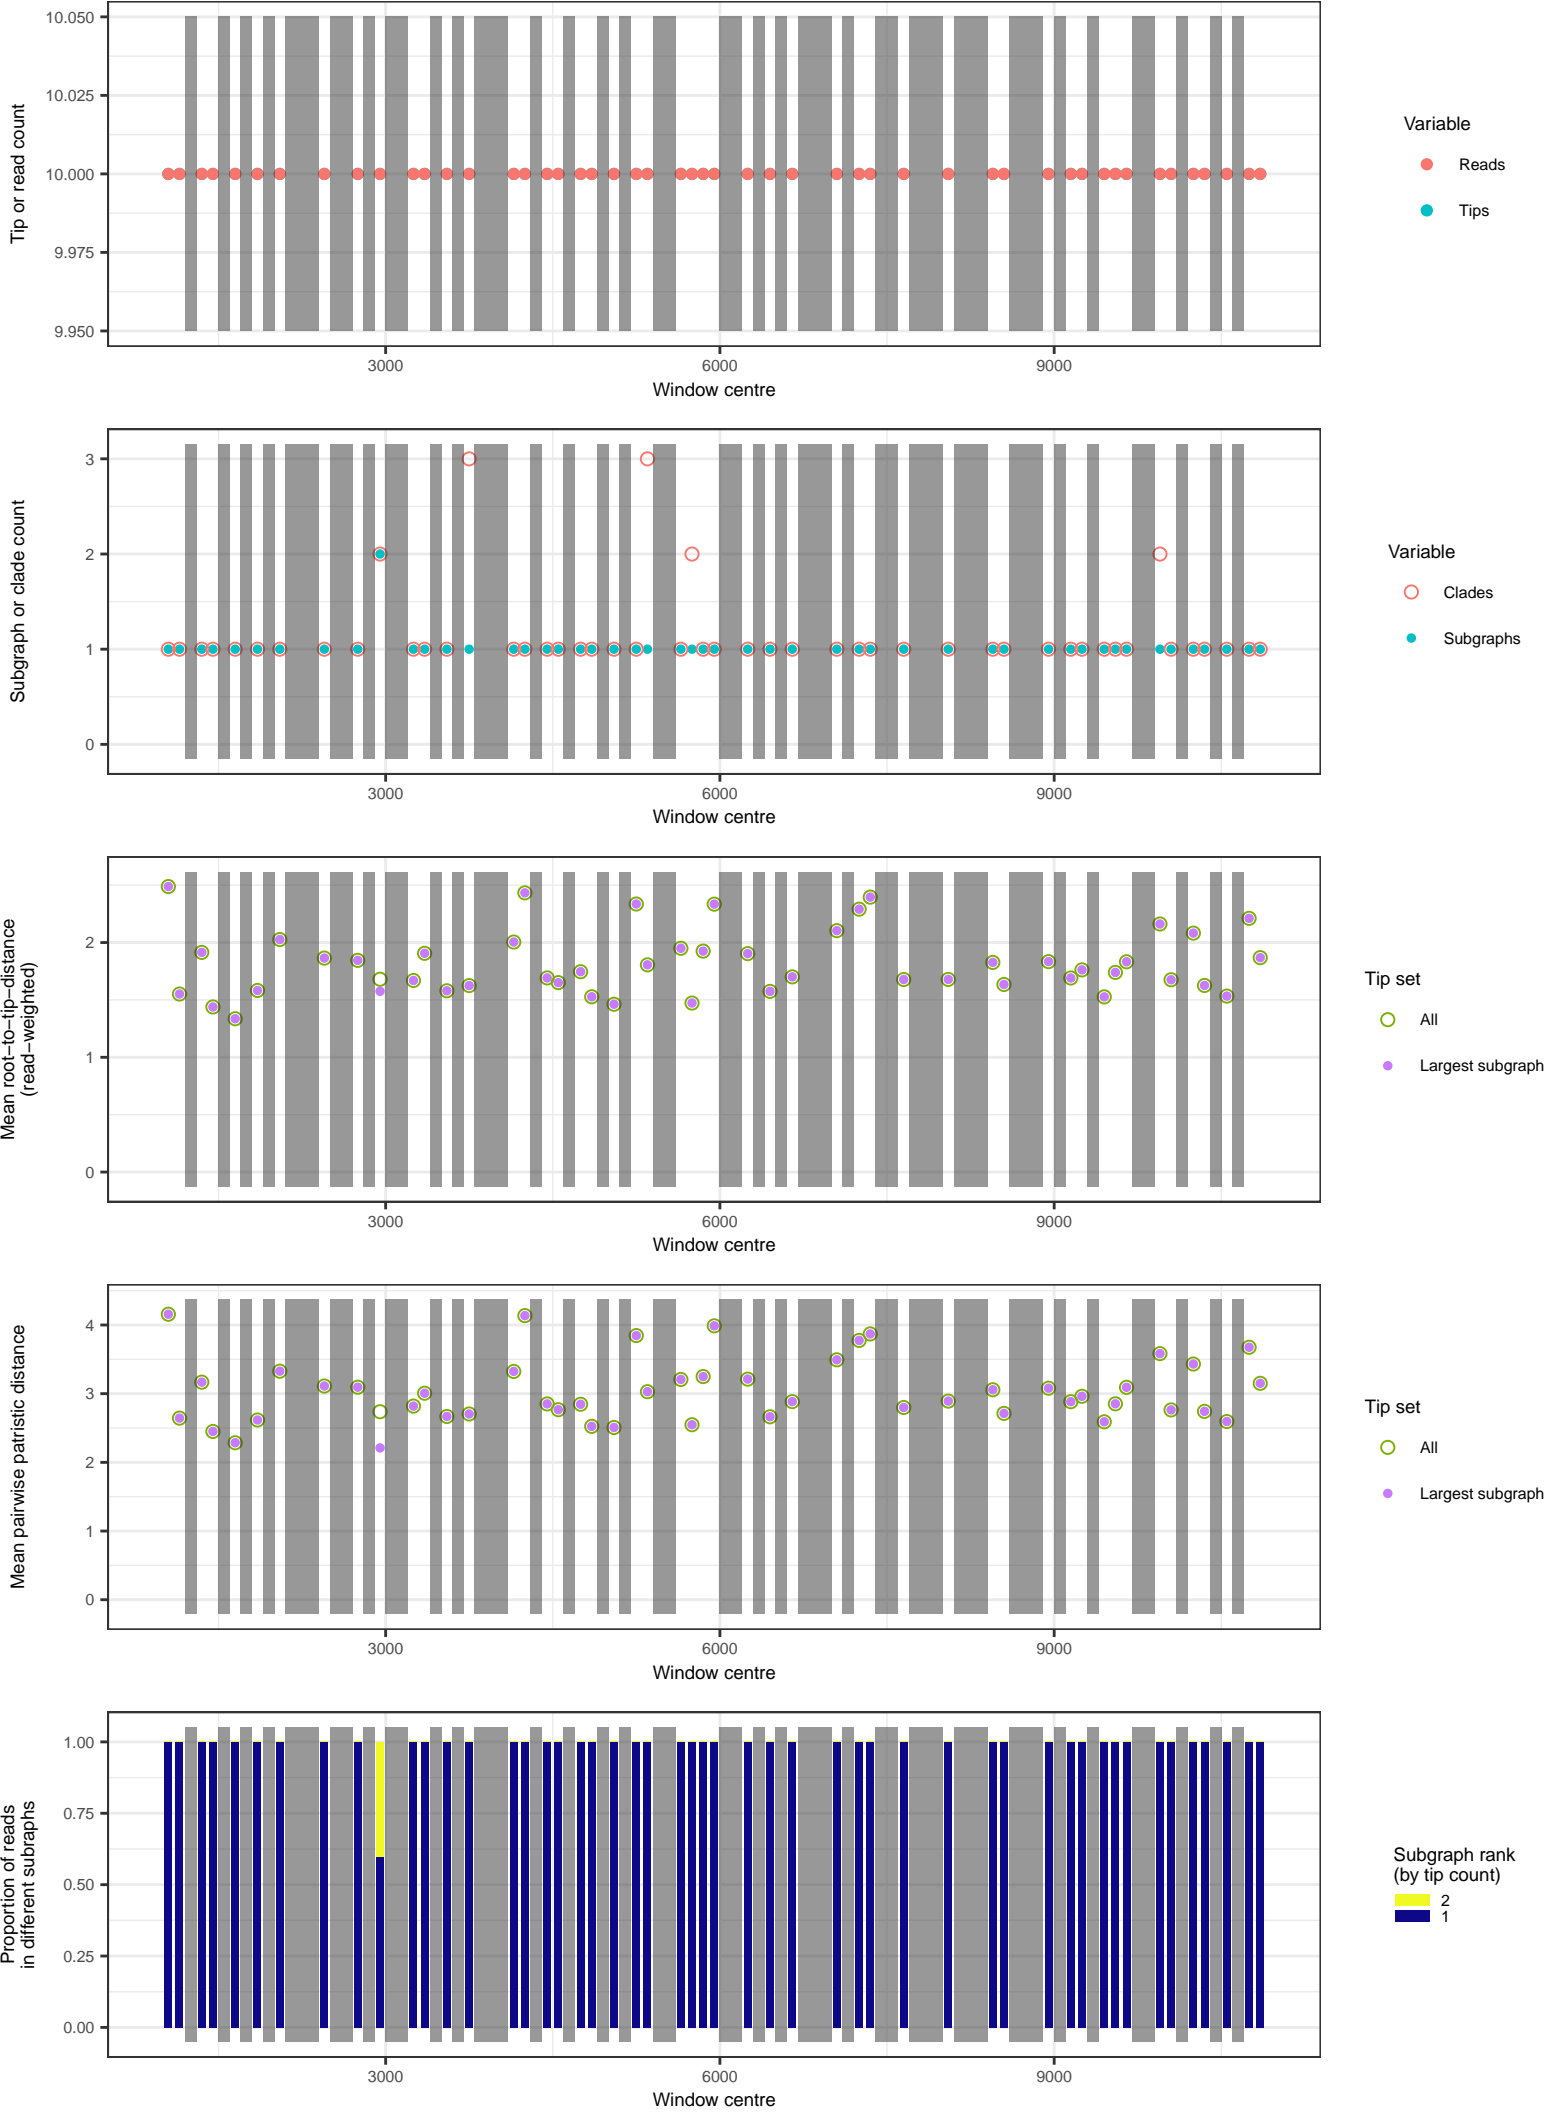 10.050
10.025
10.000
9.975
9.950
Tip or read count
3000
6000
9000
Window centre
Variable
Reads
Tips
3
2
1
0
Subgraph or clade count
3000
6000
9000
Window centre
Variable
Clades
Subgraphs
2
1
0
Mean root−to−tip−distance
(read−weighted)
3000
6000
9000
Window centre
Tip set
All
Largest subgraph
4
3
2
1
0
Mean pairwise patristic distance
3000
6000
9000
Window centre
Tip set
All
Largest subgraph
1.00
0.75
0.50
0.25
0.00
Proportion of reads
in different subraphs
3000
6000
9000
Window centre
Subgraph rank
(by tip count)
2
1